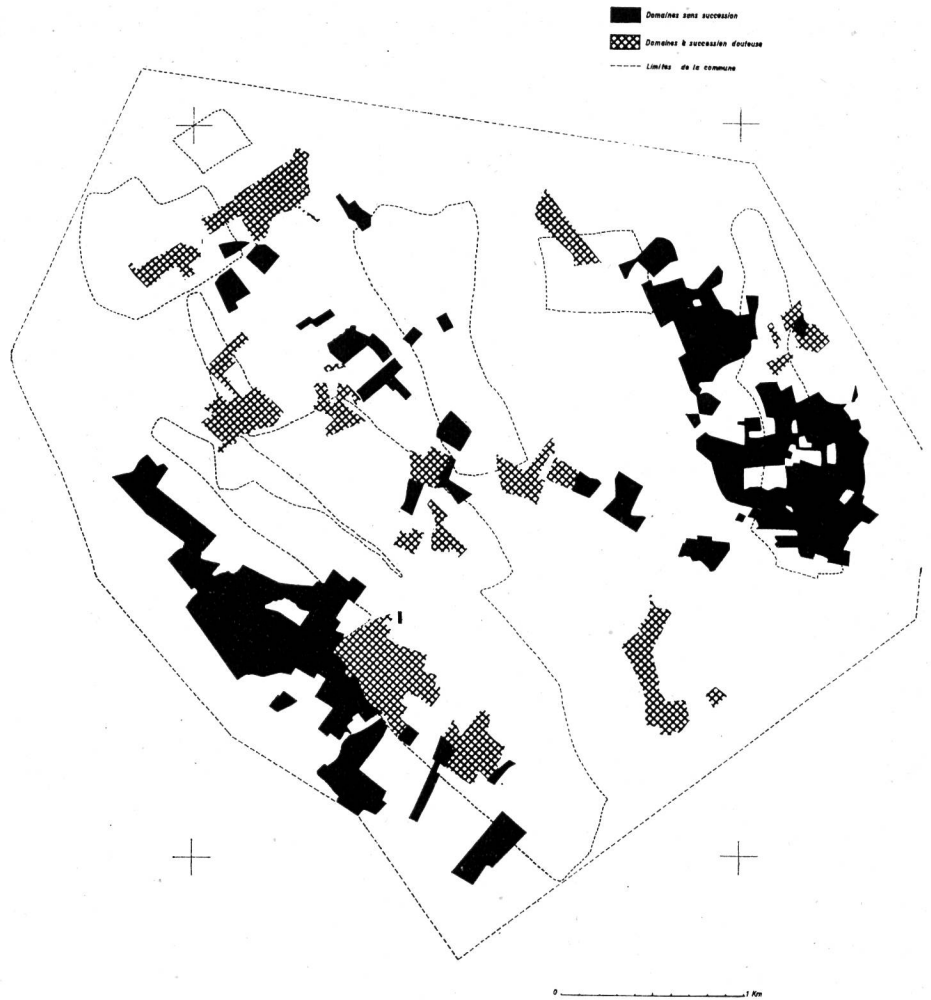 Domaines sans succession
Domaines à succession douteuse
Limites de la commune
0 1 Km